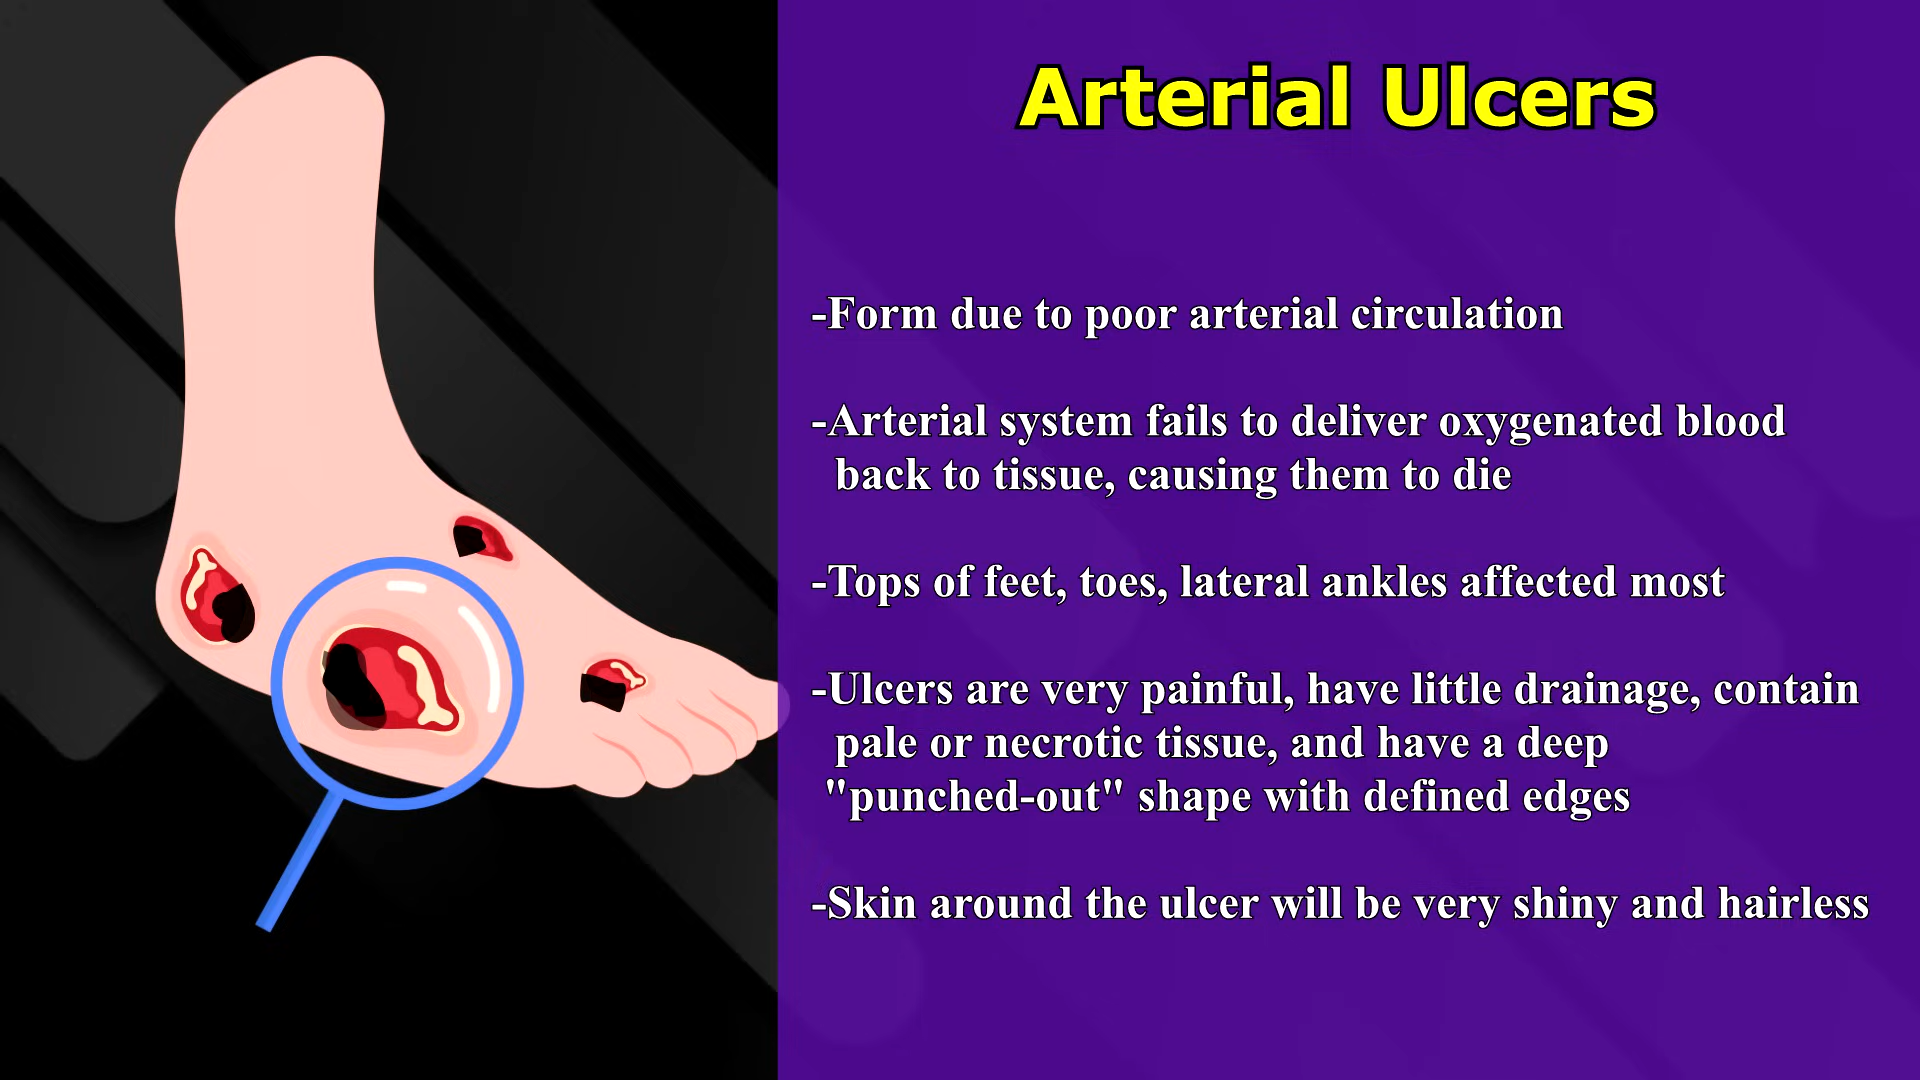 Arterial Ulcers
-Form due to poor arterial circulation
-Arterial system fails to deliver oxygenated blood
back to tissue, causing them to die
-Tops of feet, toes, lateral ankles affected most
-Ulcers are very painful, have little drainage, contain
pale or necrotic tissue, and have a deep
"punched-out" shape with defined edges
-Skin around the ulcer will be very shiny and hairless